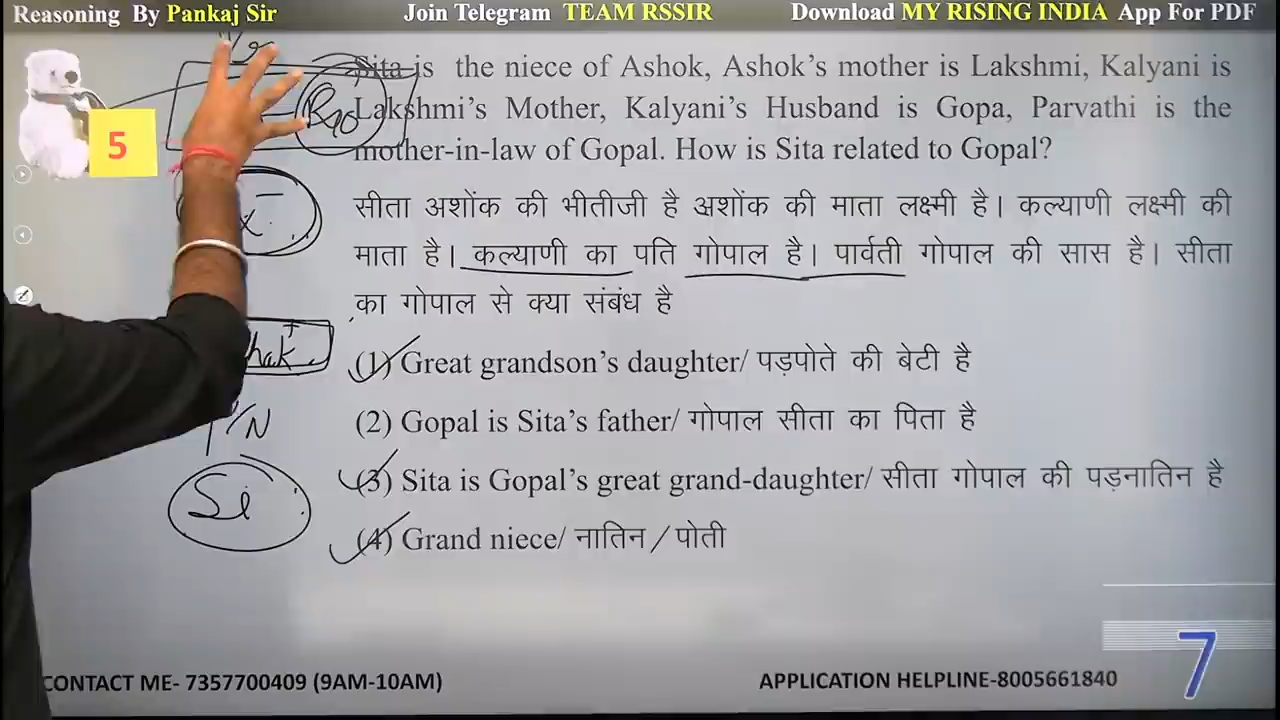 Reasoning By Pankaj Sir
Join Telegram TEAM RSSIR
Download MY RISING INDIA App For PDF
5
Sita is the niece of Ashok, Ashok's mother is Lakshmi, Kalyani is
Lakshmi's Mother, Kalyani's Husband is Gopa, Parvathi is the
mother-in-law of Gopal. How is Sita related to Gopal?
सीता अशोंक की भीतीजी है अशोंक की माता लक्ष्मी है। कल्याणी लक्ष्मी की
माता है। कल्याणी का पति गोपाल है। पार्वती गोपाल की सास है। सीता
का गोपाल से क्या संबंध है
(1) Great grandson's daughter/ पड़पोते की बेटी है
(2) Gopal is Sita's father/ गोपाल सीता का पिता है
(3) Sita is Gopal's great grand-daughter/ सीता गोपाल की पड़नातिन है
(4) Grand niece/ नातिन / पोती
Si
7
CONTACT ME- 7357700409 (9AM-10AM)
APPLICATION HELPLINE-8005661840